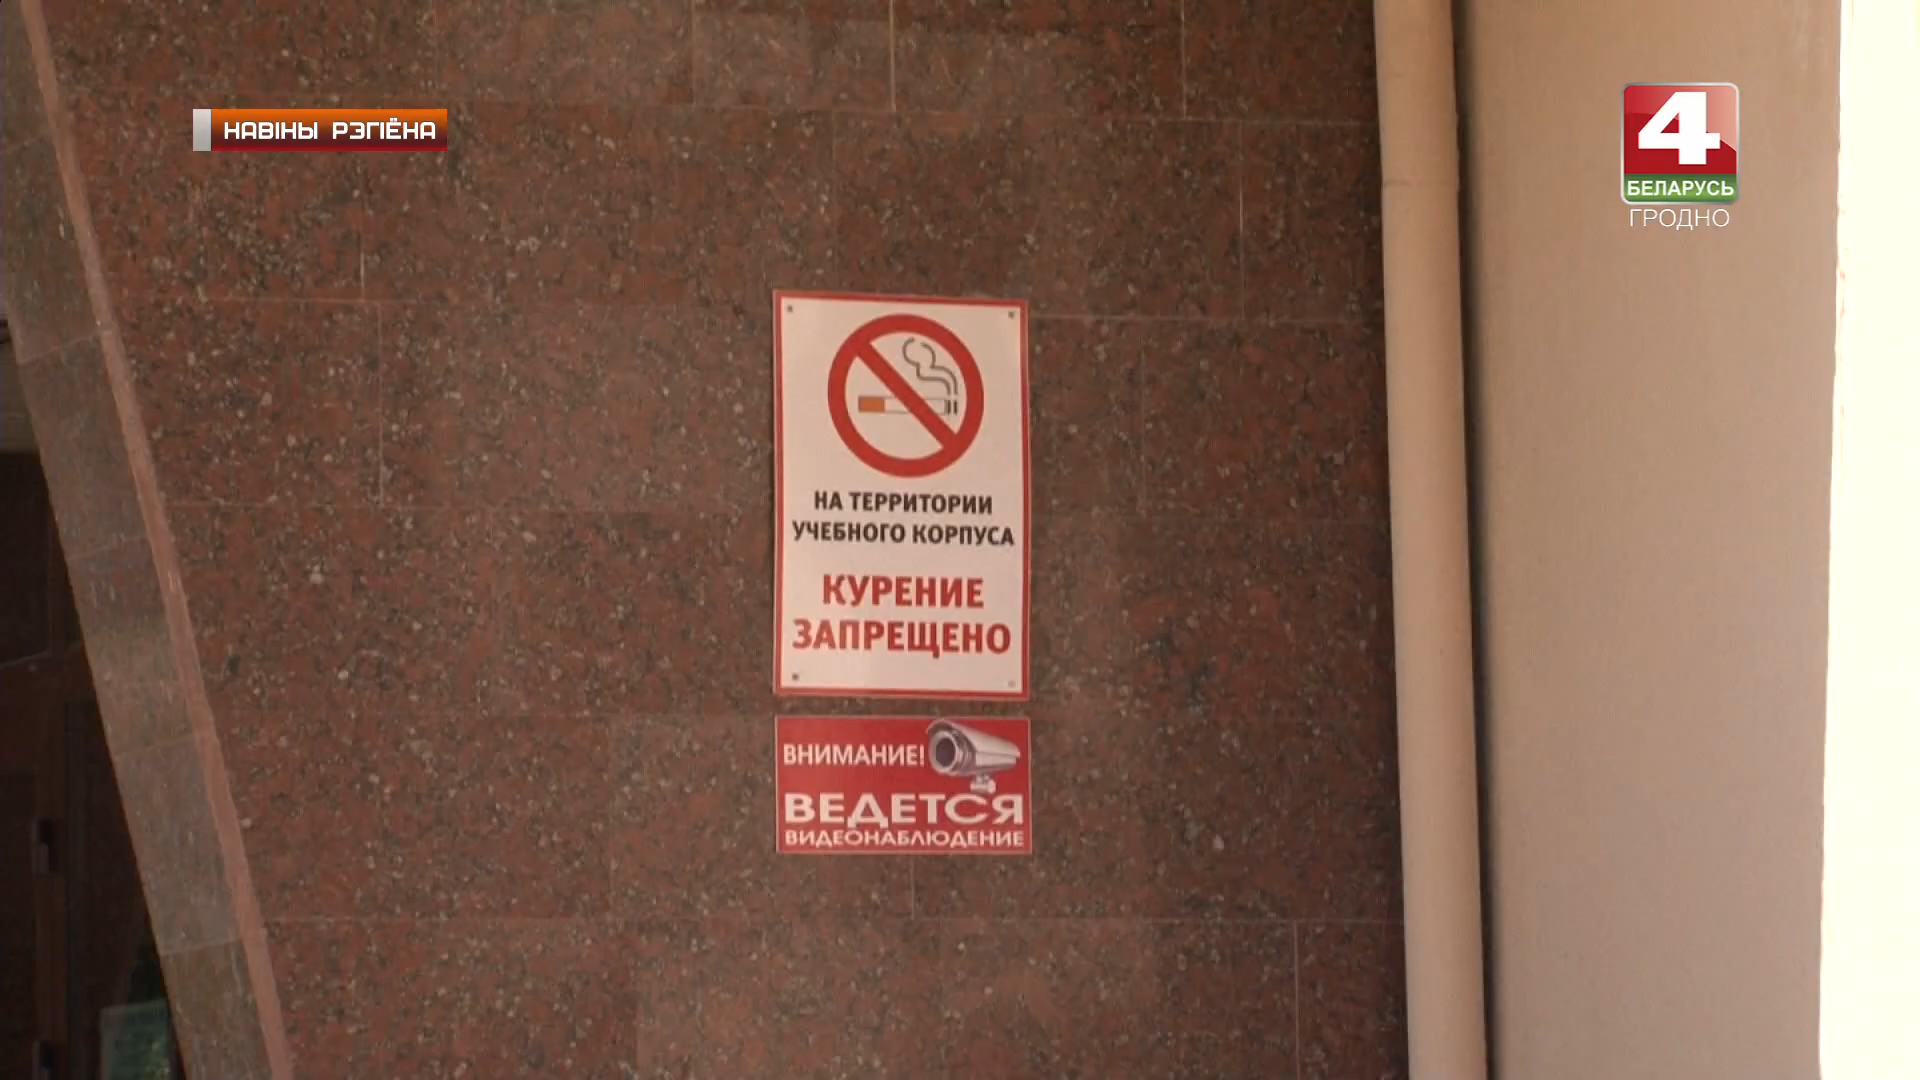 НАВІНЫ РЭГІЁНА
4
БЕЛАРУСЬ
ГРОДНО
НА ТЕРРИТОРИИ
УЧЕБНОГО КОРПУСА
КУРЕНИЕ
ЗАПРЕЩЕНО
ВНИМАНИЕ!
ВЕДЕТСЯ
ВИДЕОНАБЛЮДЕНИЕ